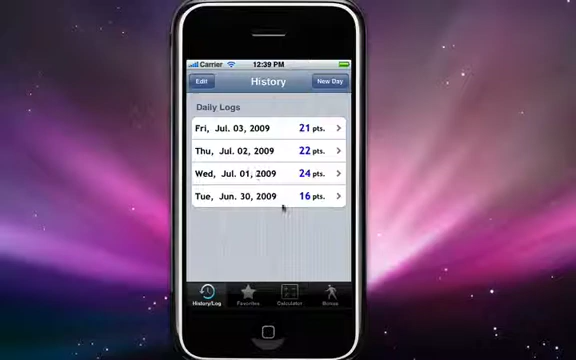 Carrier 12:39 PM
Edit History New Day
Daily Logs
Fri, Jul. 03, 2009 21 pts.
Thu, Jul. 02, 2009 22 pts.
Wed, Jul. 01, 2009 24 pts.
Tue, Jun. 30, 2009 16 pts.
History/Log Favorites Calculator Bonus